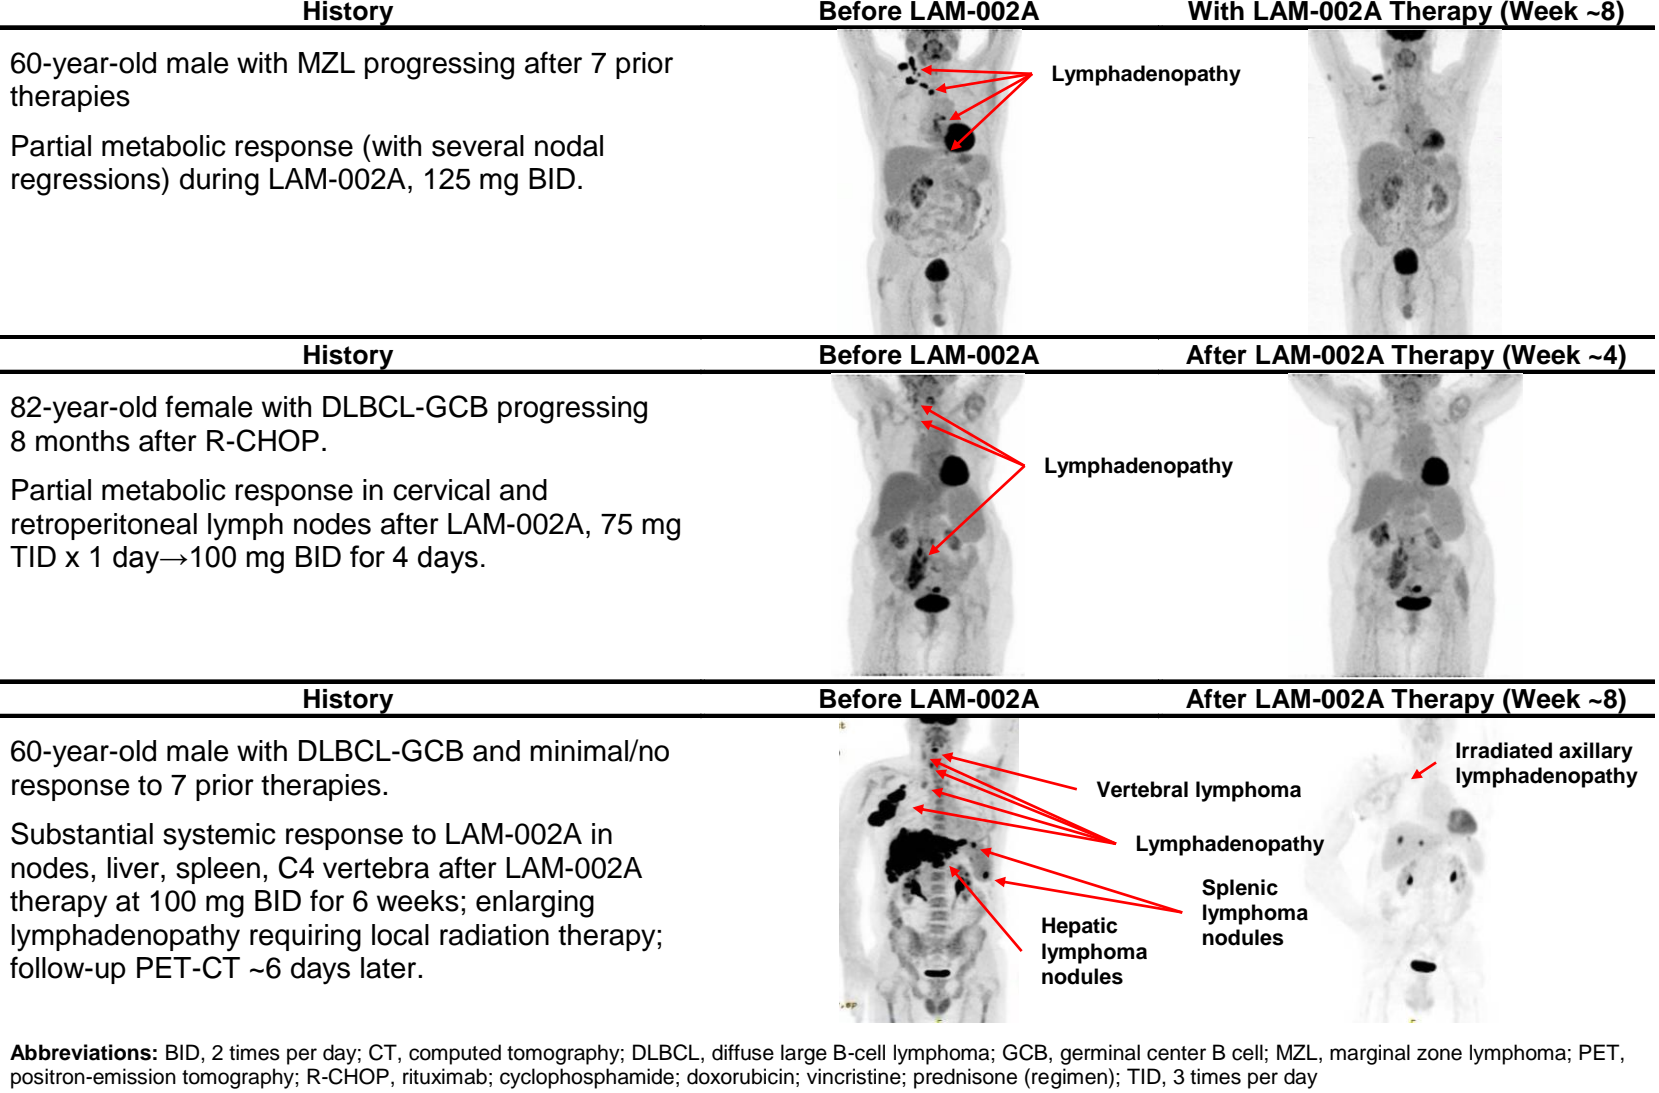 History Before LAM-002A With LAM-002A Therapy (Week ~8)
60-year-old male with MZL progressing after 7 prior
therapies
Partial metabolic response (with several nodal
regressions) during LAM-002A, 125 mg BID.
Lymphadenopathy
History Before LAM-002A After LAM-002A Therapy (Week ~4)
82-year-old female with DLBCL-GCB progressing
8 months after R-CHOP.
Partial metabolic response in cervical and
retroperitoneal lymph nodes after LAM-002A, 75 mg
TID x 1 day→100 mg BID for 4 days.
Lymphadenopathy
History Before LAM-002A After LAM-002A Therapy (Week ~8)
60-year-old male with DLBCL-GCB and minimal/no
response to 7 prior therapies.
Substantial systemic response to LAM-002A in
nodes, liver, spleen, C4 vertebra after LAM-002A
therapy at 100 mg BID for 6 weeks; enlarging
lymphadenopathy requiring local radiation therapy;
follow-up PET-CT ~6 days later.
Vertebral lymphoma
Lymphadenopathy
Splenic
lymphoma
nodules
Hepatic
lymphoma
nodules
Irradiated axillary
lymphadenopathy
Abbreviations: BID, 2 times per day; CT, computed tomography; DLBCL, diffuse large B-cell lymphoma; GCB, germinal center B cell; MZL, marginal zone lymphoma; PET,
positron-emission tomography; R-CHOP, rituximab; cyclophosphamide; doxorubicin; vincristine; prednisone (regimen); TID, 3 times per day